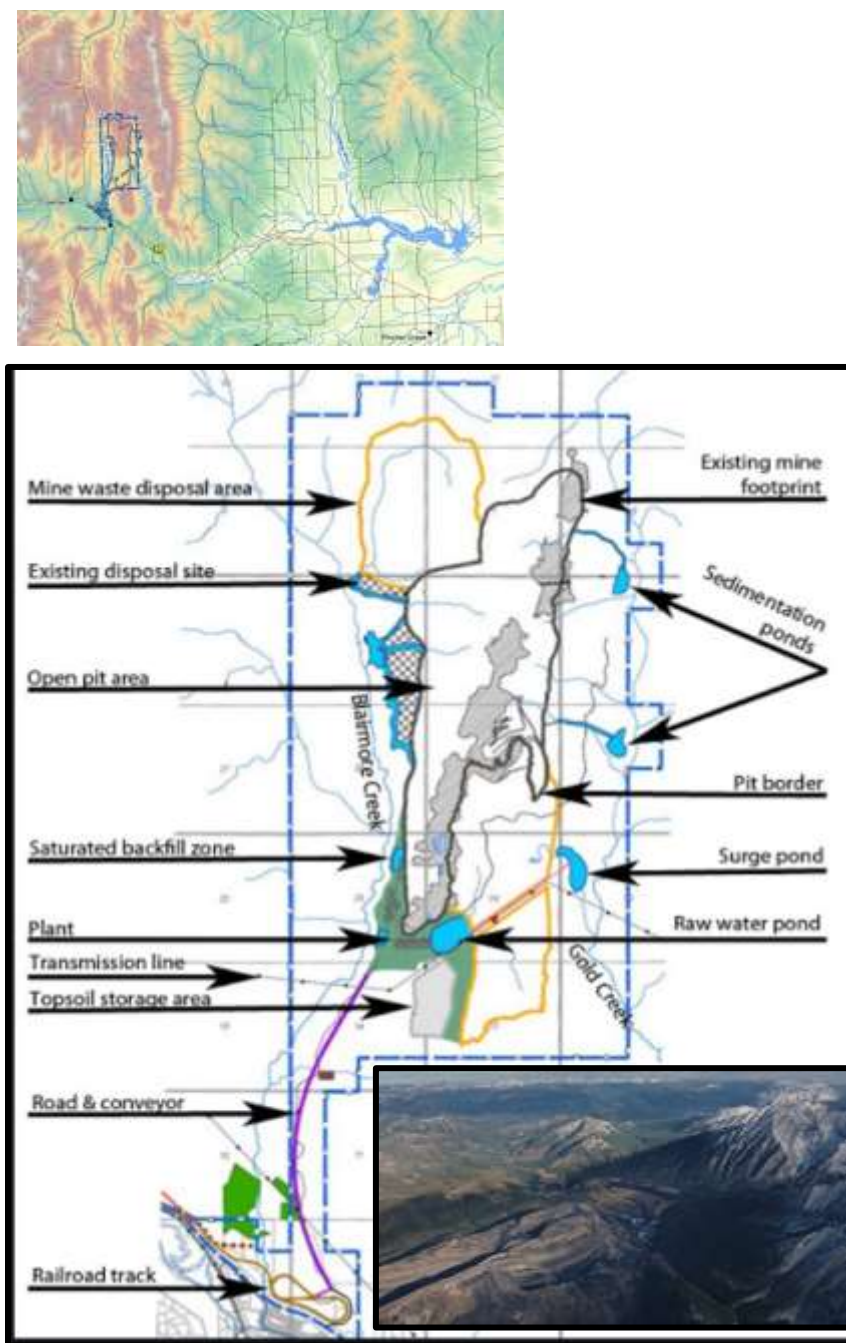 Mine waste disposal area
Existing mine
footprint
Existing disposal site
Sedimentation
ponds
Open pit area
Blairmore Creek
Pit border
Saturated backfill zone
Surge pond
Plant
Raw water pond
Transmission line
Topsoil storage area
Gold Creek
Road & conveyor
Railroad track